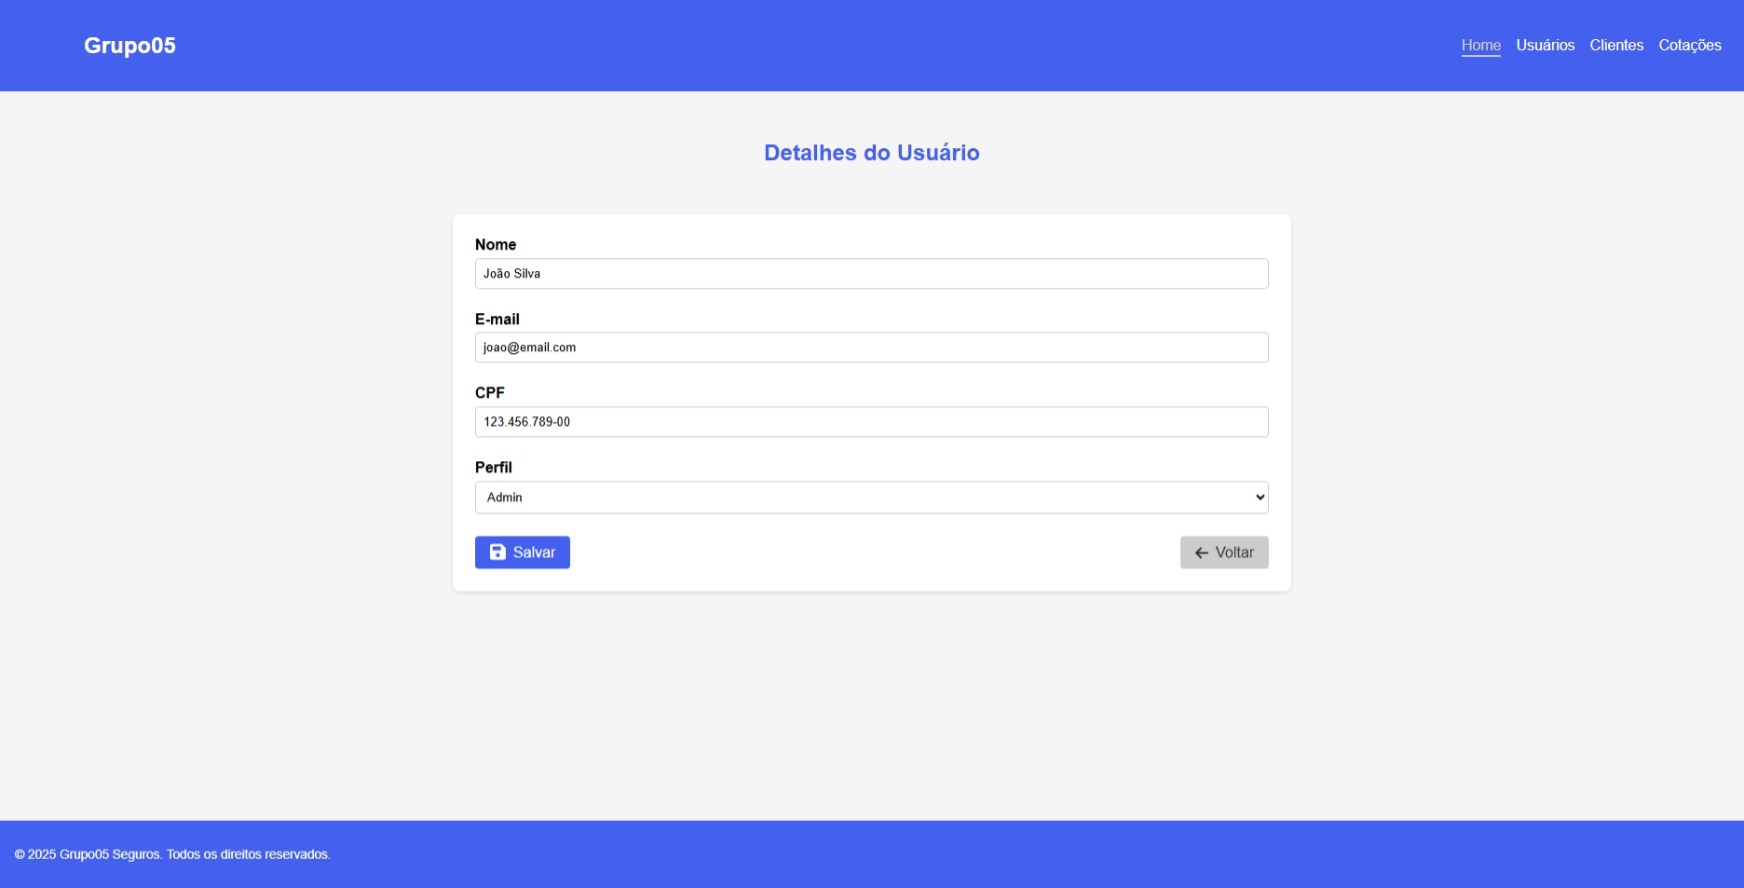 Grupo05
Home Usuários Clientes Cotações
Detalhes do Usuário
Nome
João Silva
E-mail
joao@email.com
CPF
123.456.789-00
Perfil
Admin
Salvar
Voltar
© 2025 Grupo05 Seguros. Todos os direitos reservados.